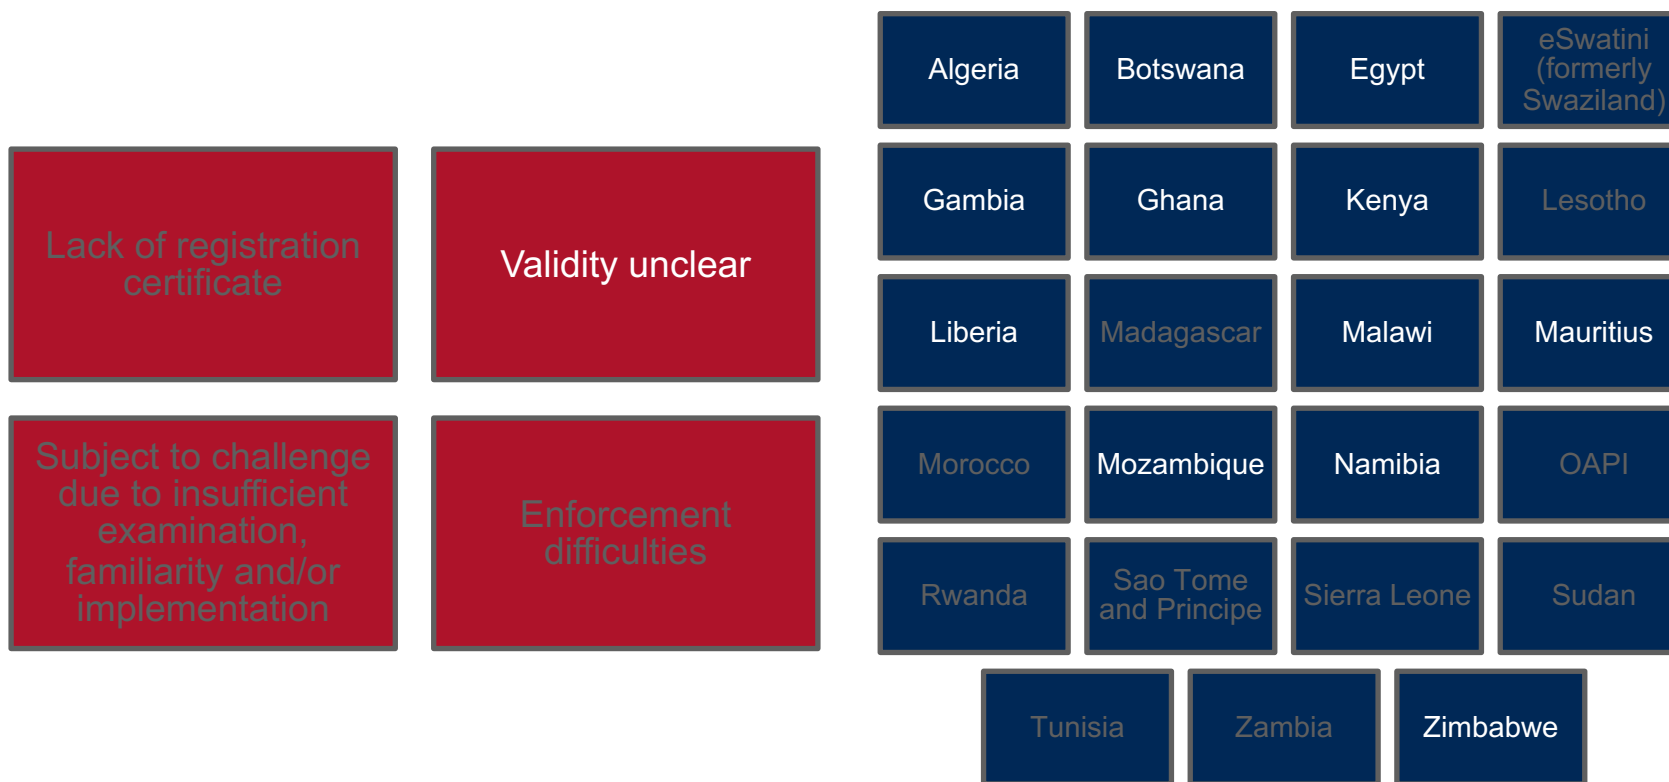 Lack of registration
certificate
Validity unclear
Subject to challenge
due to insufficient
examination,
familiarity and/or
implementation
Enforcement
difficulties
Algeria
Botswana
Egypt
eSwatini
(formerly
Swaziland)
Gambia
Ghana
Kenya
Lesotho
Liberia
Madagascar
Malawi
Mauritius
Morocco
Mozambique
Namibia
OAPI
Rwanda
Sao Tome
and Principe
Sierra Leone
Sudan
Tunisia
Zambia
Zimbabwe